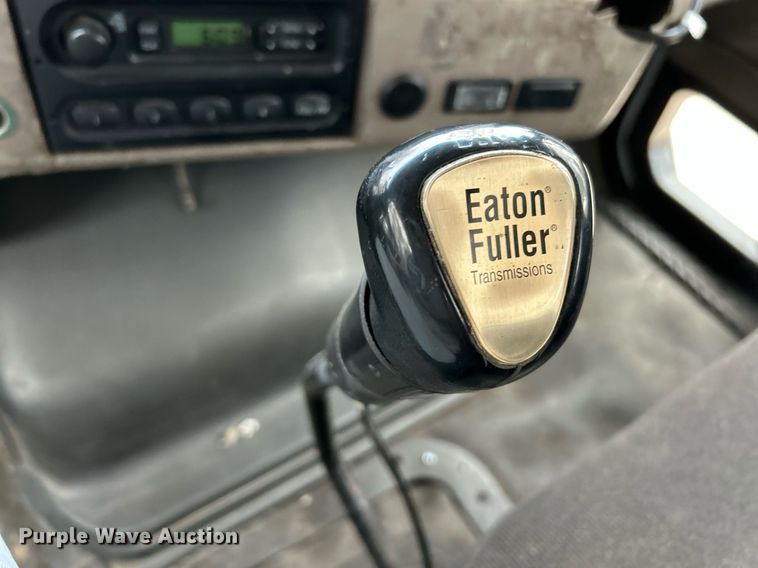 Eaton®
Fuller®
Transmissions
Purple Wave Auction